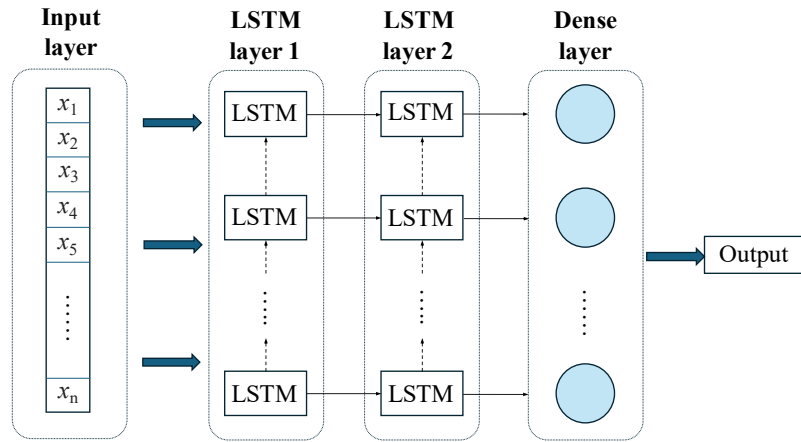 Input
layer
LSTM
layer 1
LSTM
layer 2
Dense
layer
x1
x2
x3
x4
x5
......
xn
LSTM
LSTM
....
LSTM
LSTM
LSTM
....
LSTM
.....
Output